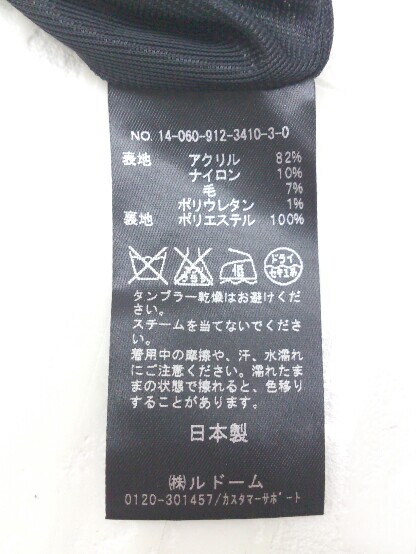 NO. 14-060-912-3410-3-0
表地 アクリル 82%
ナイロン 10%
毛 7%
ポリウレタン 1%
裏地 ポリエステル 100%
ドライ
セキユ系
タンブラー乾燥はお避けくだ
さい。
スチームを当てないでくださ
い。
着用中の摩擦や、汗、水濡れ
にご注意ください。濡れたま
まの状態で擦れると、色移り
することがあります。
日本製
㈱ルドーム
0120-301457/カスタマーサポート